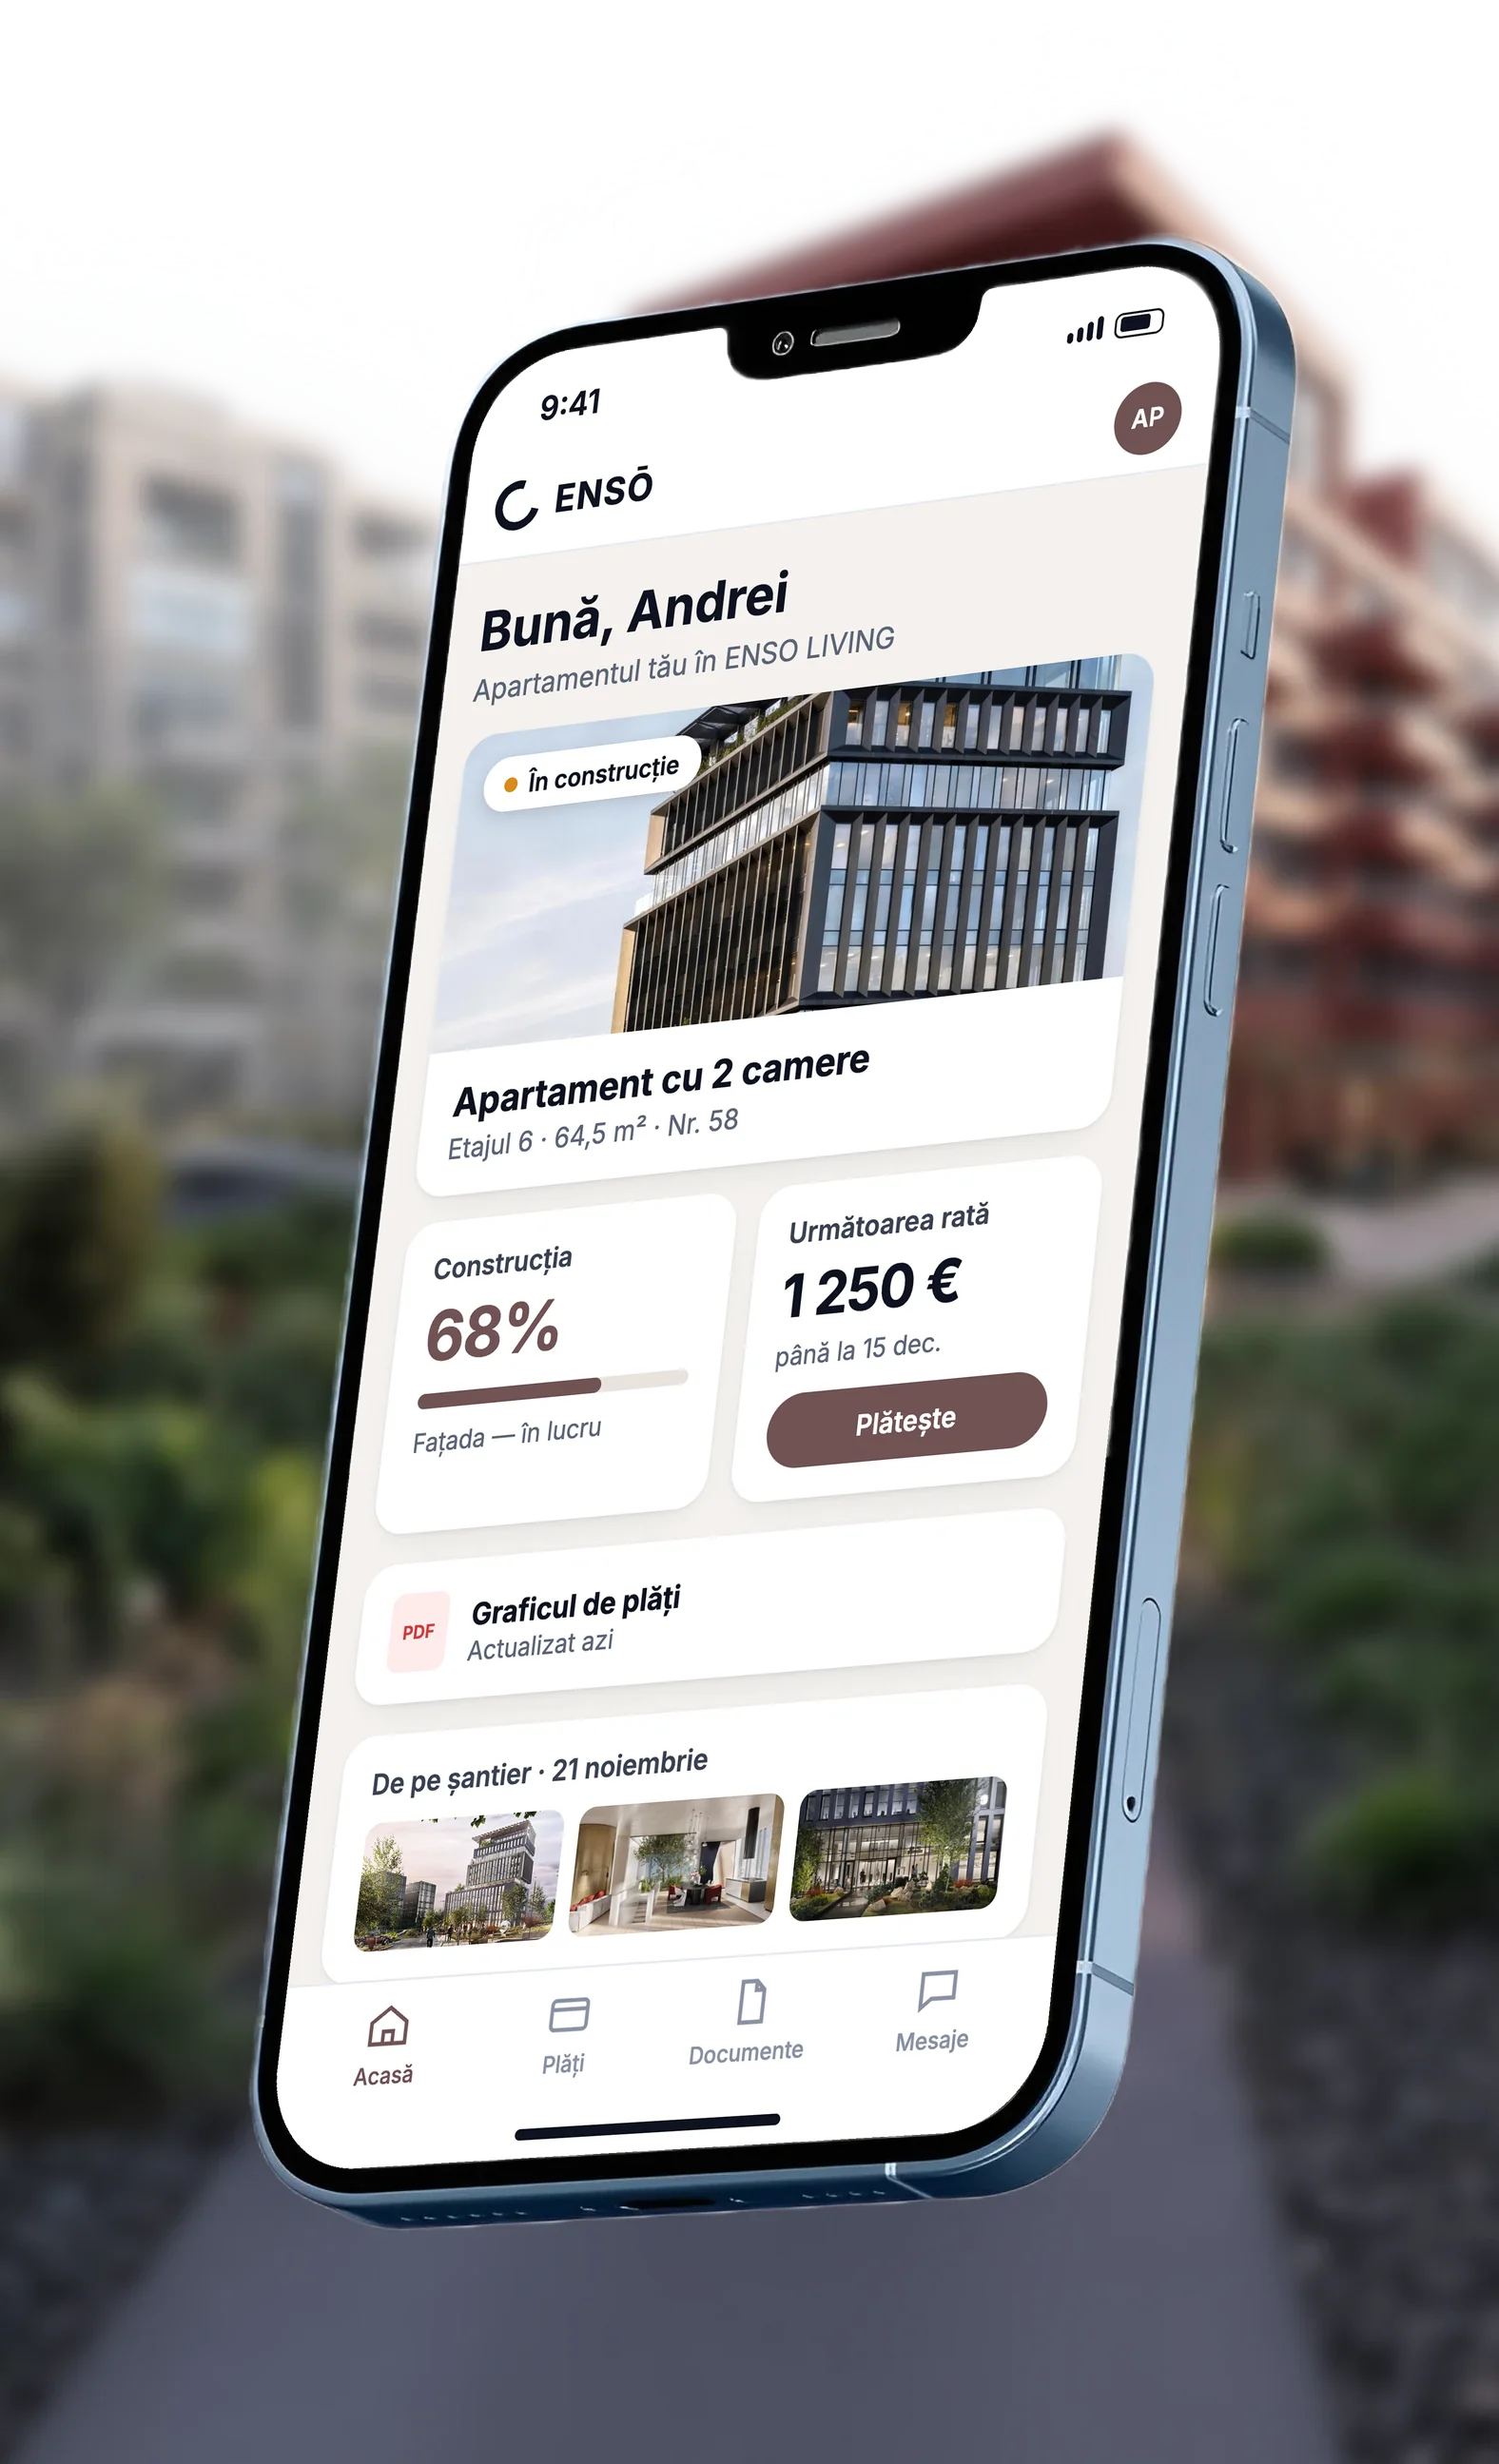 9:41
AP
ENSŌ
Bună, Andrei
Apartamentul tău în ENSO LIVING
În construcție
Apartament cu 2 camere
Etajul 6 · 64,5 m² · Nr. 58
Construcția
68%
Fațada — în lucru
Următoarea rată
1 250 €
până la 15 dec.
Plătește
PDF
Graficul de plăți
Actualizat azi
De pe șantier · 21 noiembrie
Acasă
Plăți
Documente
Mesaje